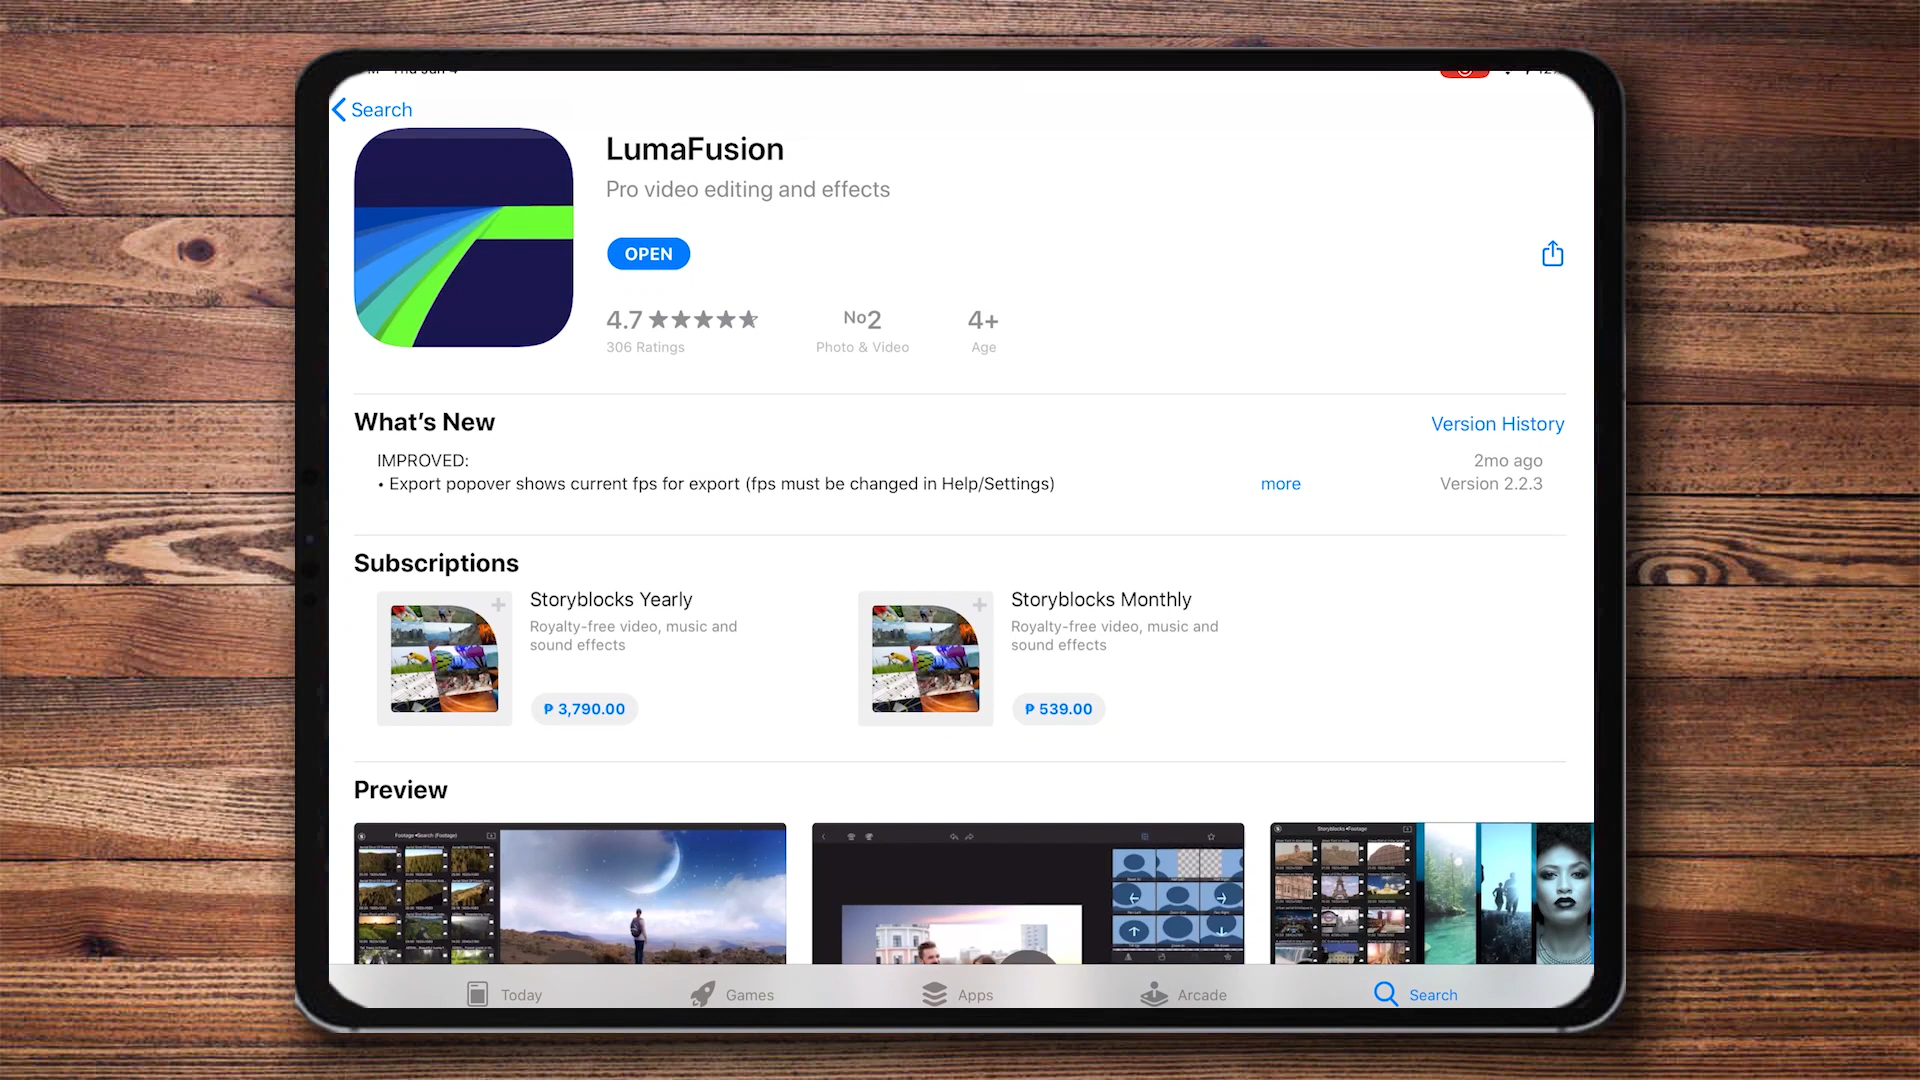 Search
LumaFusion
Pro video editing and effects
OPEN
4.7
306 Ratings
No2
Photo & Video
4+
Age
What's New
Version History
IMPROVED:
• Export popover shows current fps for export (fps must be changed in Help/Settings)
more
2mo ago
Version 2.2.3
Subscriptions
Storyblocks Yearly
Royalty-free video, music and
sound effects
₱ 3,790.00
Storyblocks Monthly
Royalty-free video, music and
sound effects
₱ 539.00
Preview
Today
Games
Apps
Arcade
Search